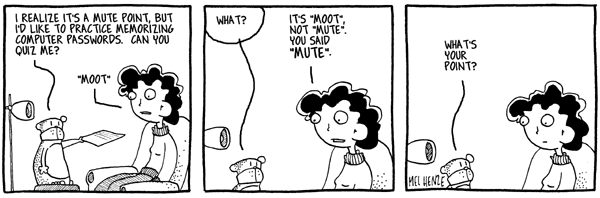 I REALIZE IT'S A MUTE POINT, BUT
I'D LIKE TO PRACTICE MEMORIZING
COMPUTER PASSWORDS. CAN YOU
QUIZ ME?
"MOOT"
WHAT?
IT'S "MOOT",
NOT "MUTE".
YOU SAID
"MUTE".
WHAT'S
YOUR
POINT?
MEL HENZE